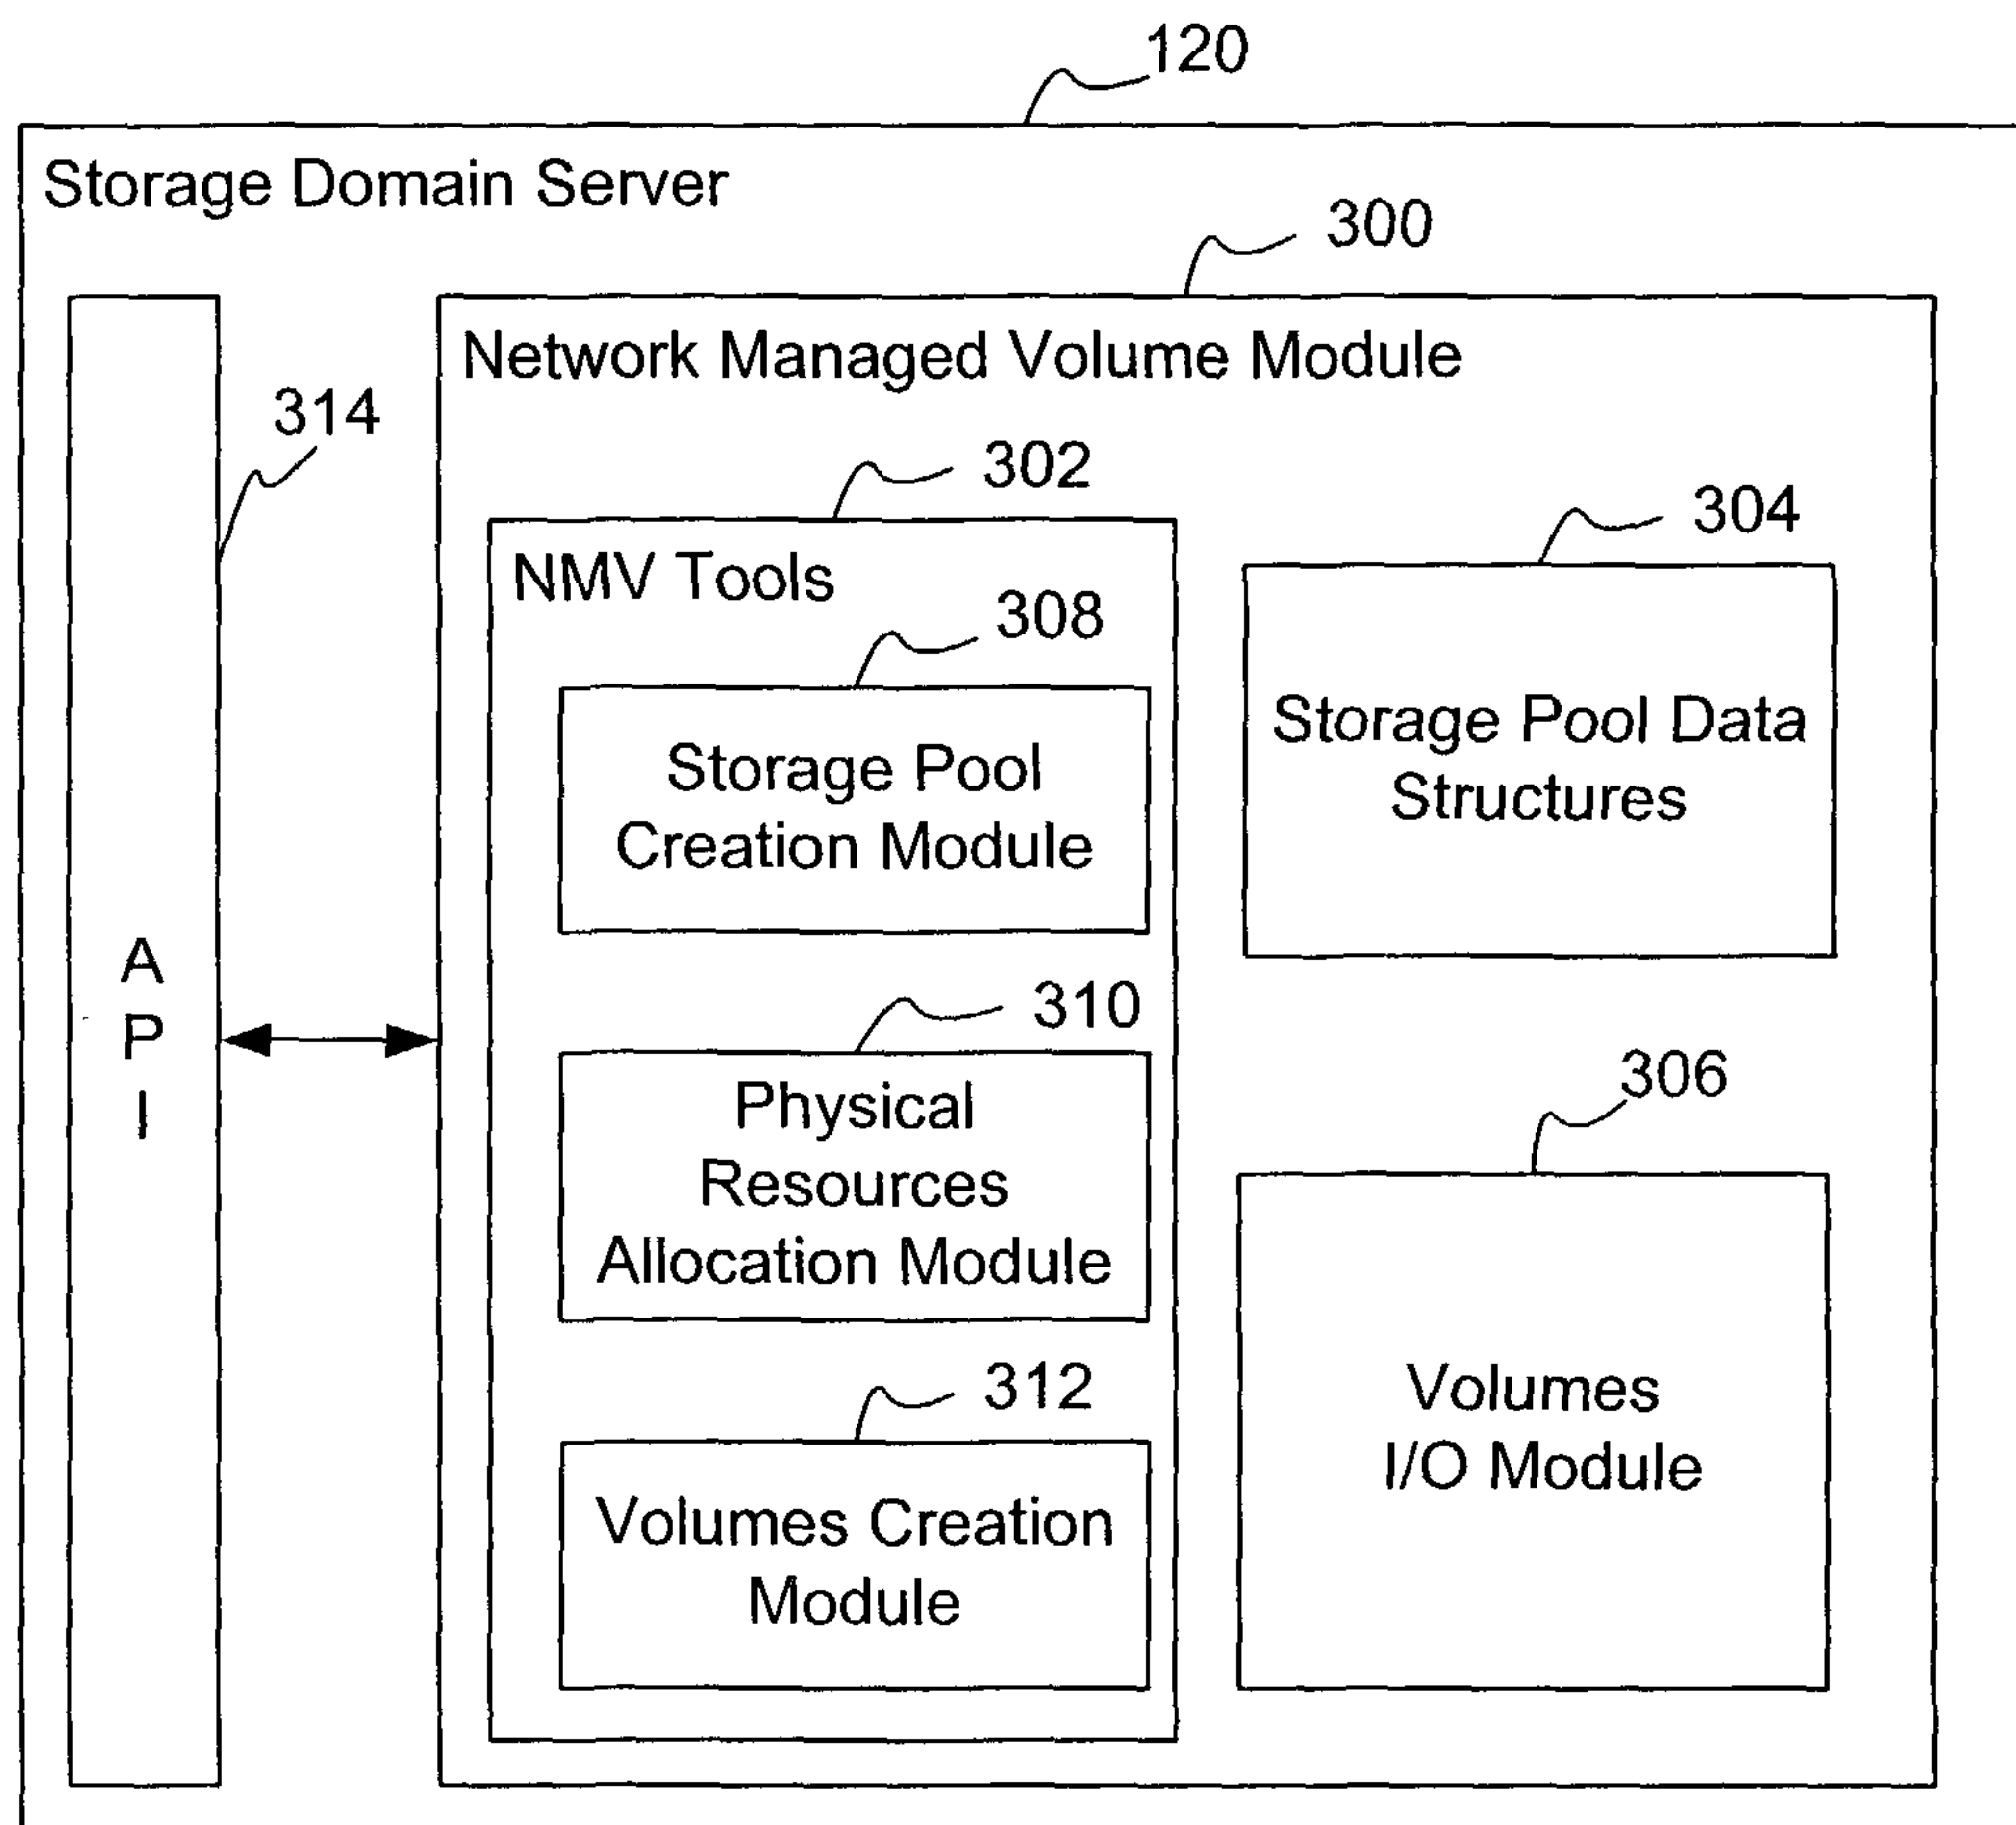 120
Storage Domain Server
300
Network Managed Volume Module
314
302
304
NMV Tools
308
Storage Pool
Creation Module
Storage Pool Data
Structures
A
P
I
310
Physical
Resources
Allocation Module
306
Volumes
I/O Module
312
Volumes Creation
Module